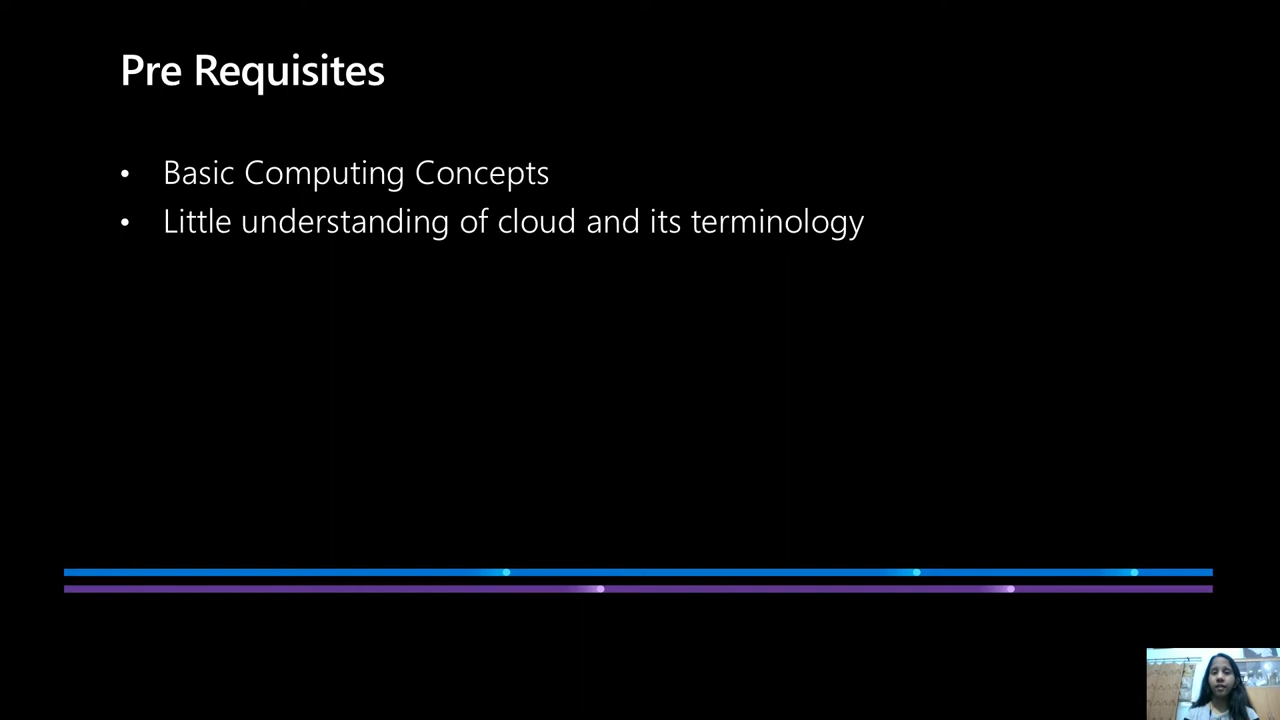 Pre Requisites
• Basic Computing Concepts
• Little understanding of cloud and its terminology